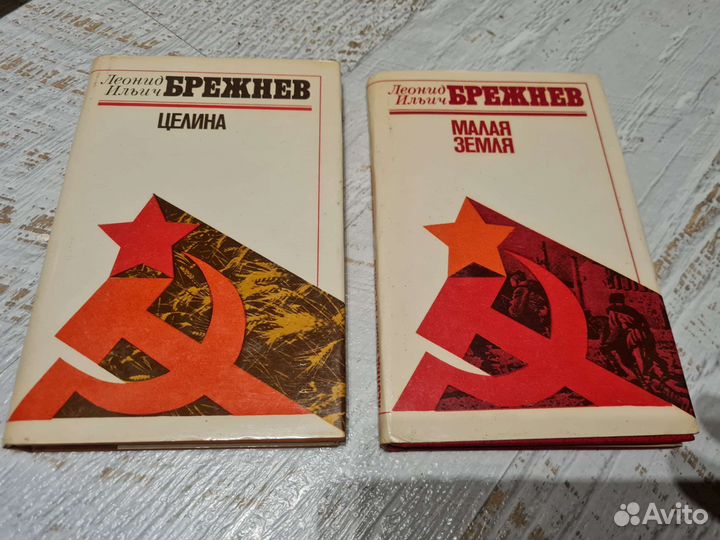 Леонид
Ильич
БРЕЖНЕВ
ЦЕЛИНА
Леонид
Ильич
БРЕЖНЕВ
МАЛАЯ
ЗЕМЛЯ
Avito